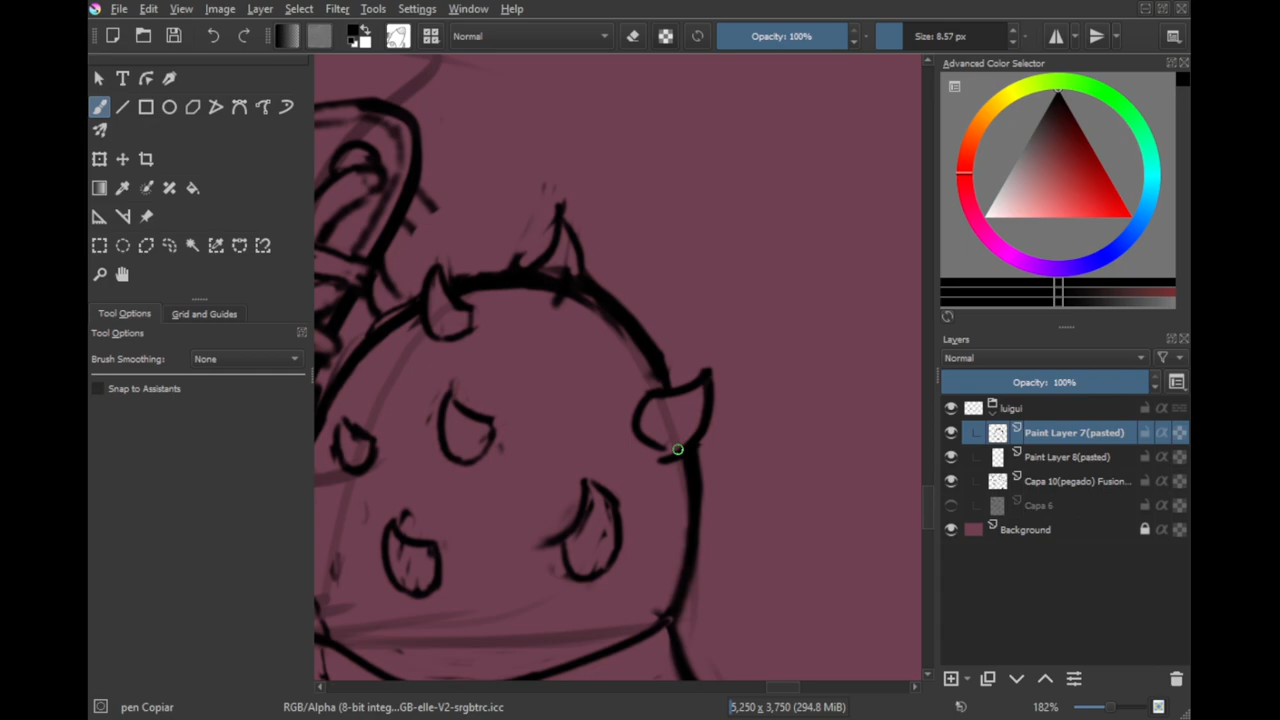 File Edit View Image Layer Select Filter Tools Settings Window Help
Normal Opacity: 100% Size: 8.57 px
Advanced Color Selector
Tool Options Grid and Guides
Tool Options
Brush Smoothing: None
Snap to Assistants
Layers
Normal
Opacity: 100%
luigui
Paint Layer 7(pasted)
Paint Layer 8(pasted)
Capa 10(pegado) Fusion...
Capa 6
Background
pen Copiar RGB/Alpha (8-bit integ...GB-elle-V2-srgbtrc.icc 5,250 x 3,750 (294.8 MiB) 182%